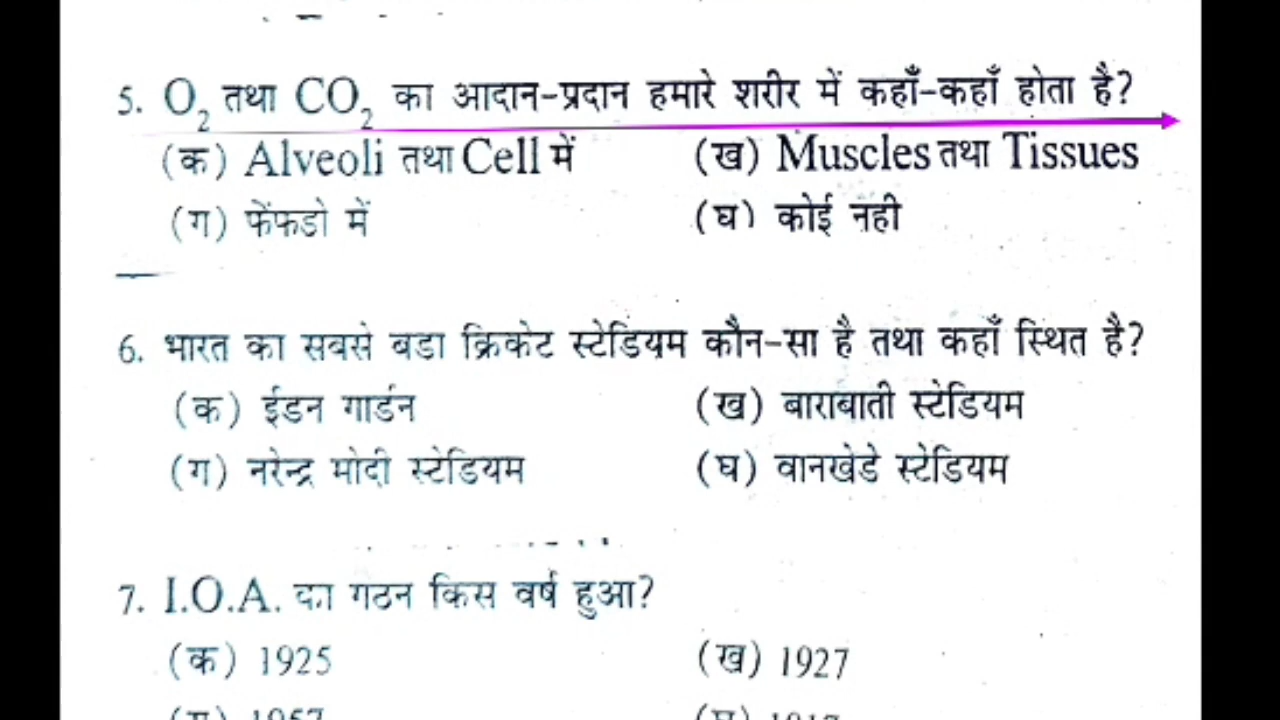 5. O₂ तथा CO₂ का आदान-प्रदान हमारे शरीर में कहाँ-कहाँ होता है?
(क) Alveoli तथा Cell में (ख) Muscles तथा Tissues
(ग) फेंफडो में (घ) कोई नही
6. भारत का सबसे बडा क्रिकेट स्टेडियम कौन-सा है तथा कहाँ स्थित है?
(क) ईडन गार्डन (ख) बाराबाती स्टेडियम
(ग) नरेन्द्र मोदी स्टेडियम (घ) वानखेडे स्टेडियम
7. I.O.A. का गठन किस वर्ष हुआ?
(क) 1925 (ख) 1927